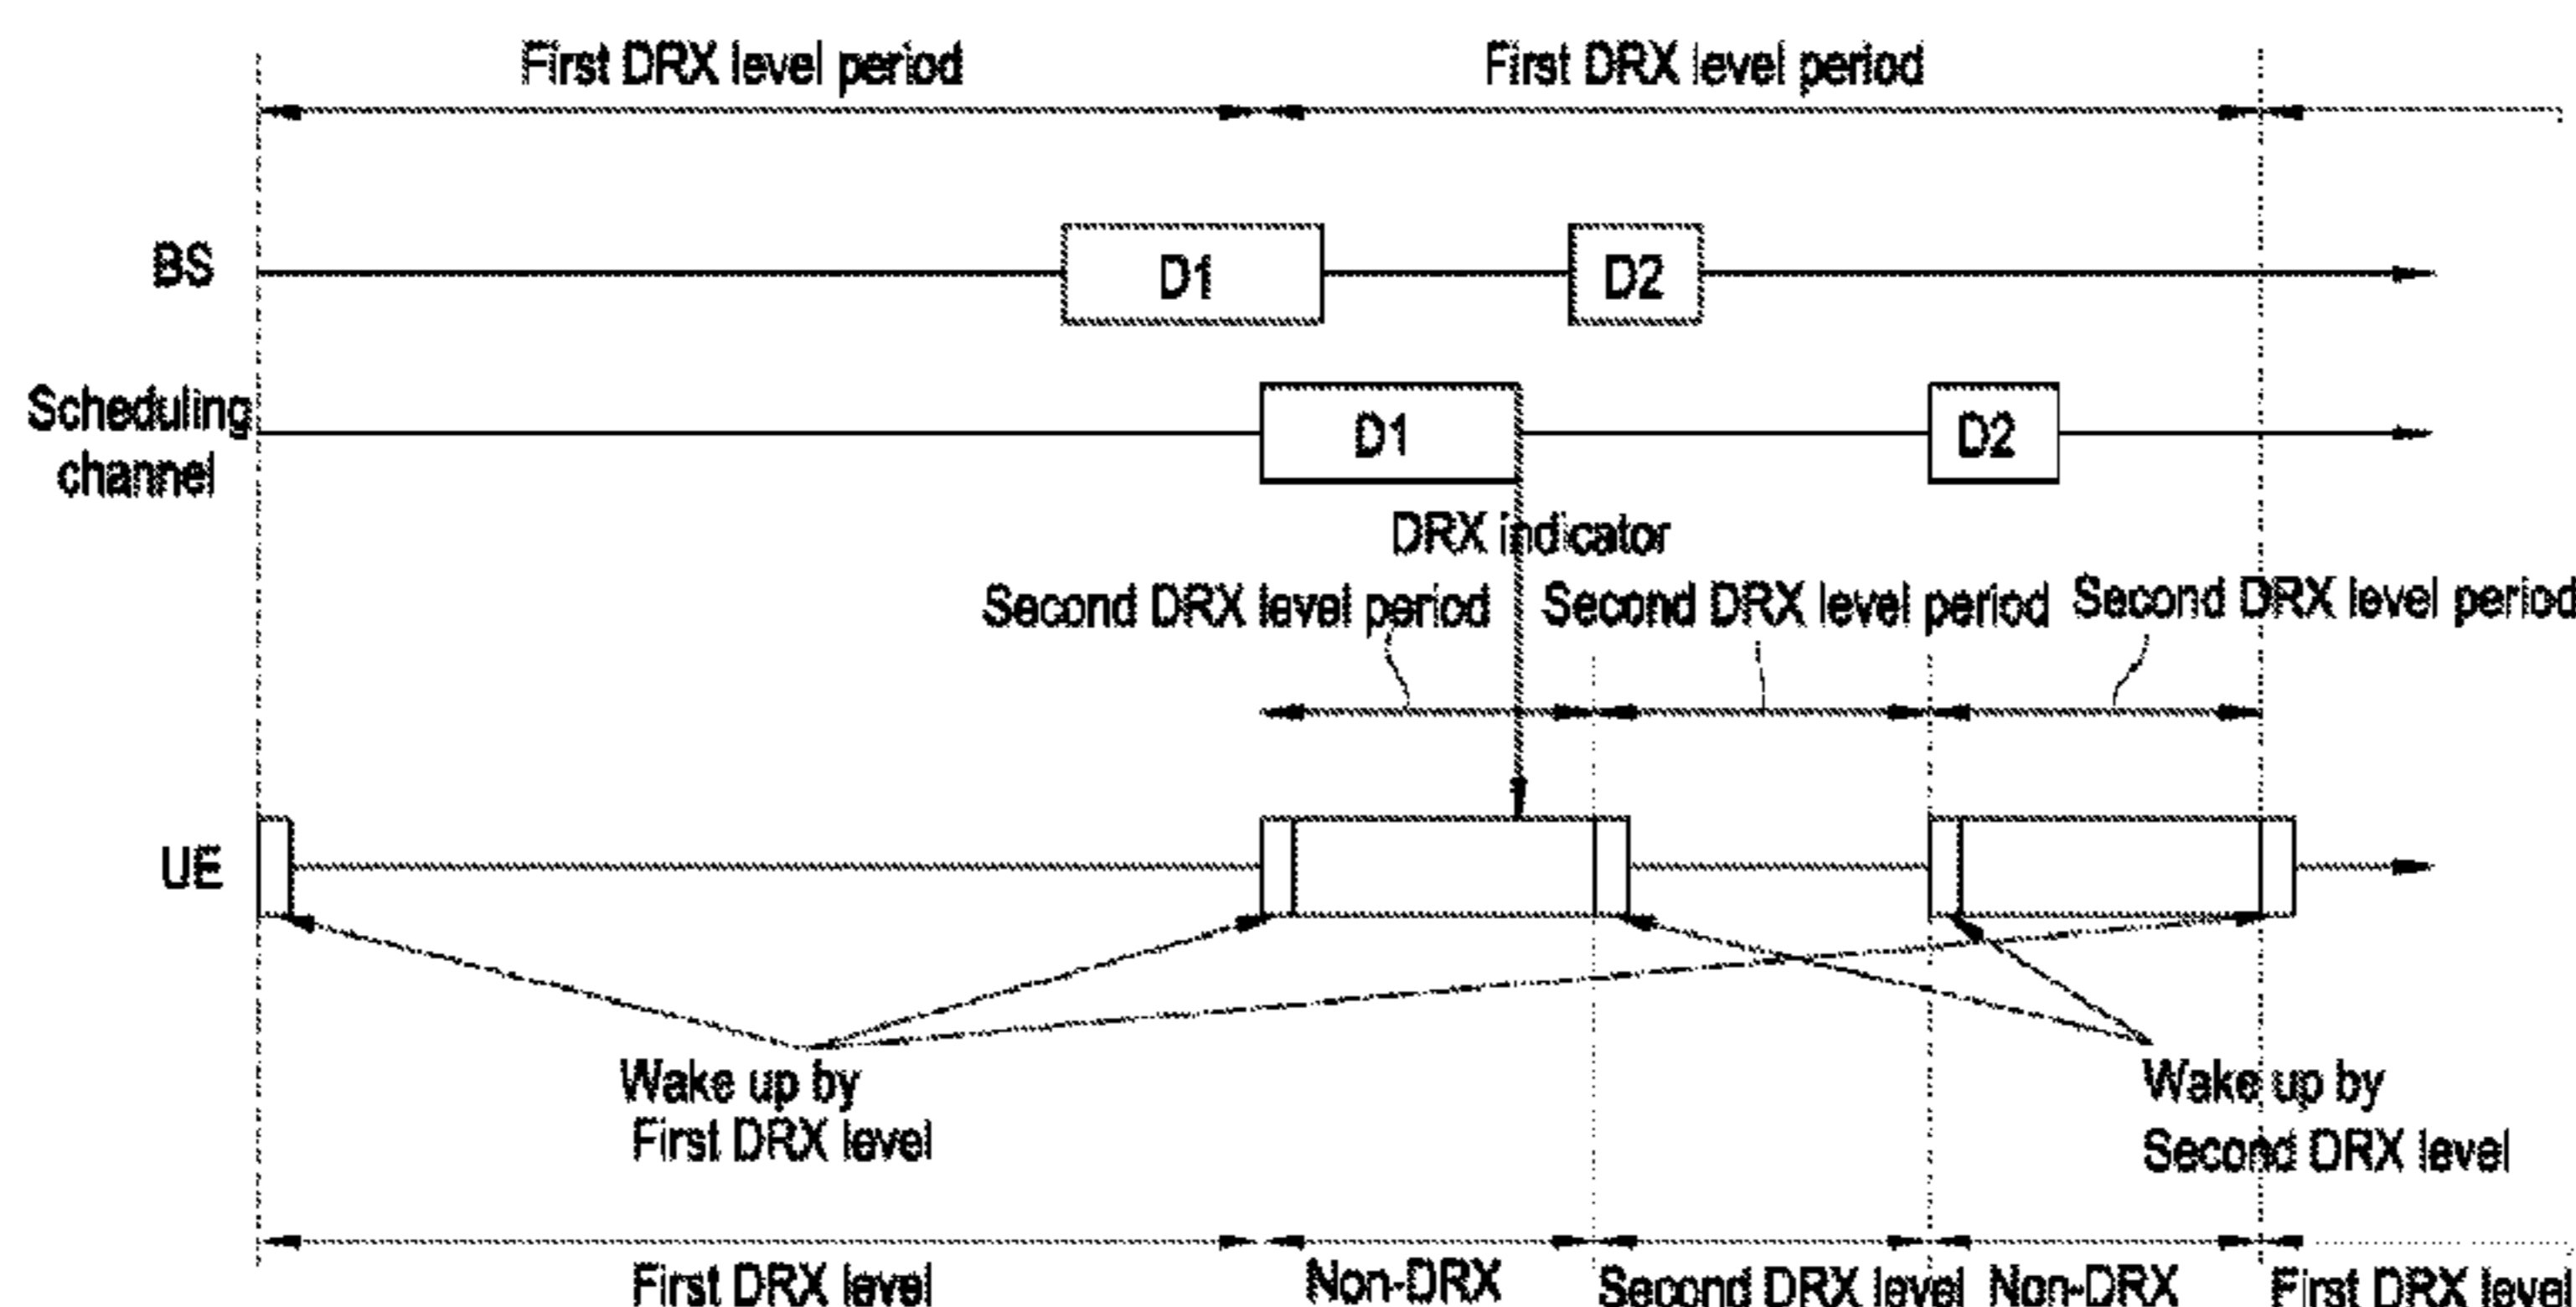 First DRX level period
First DRX level period
BS
D1
D2
Scheduling
channel
D1
D2
DRX indicator
Second DRX level period
Second DRX level period
Second DRX level period
UE
Wake up by
First DRX level
Wake up by
Second DRX level
First DRX level
Non-DRX
Second DRX level
Non-DRX
First DRX level